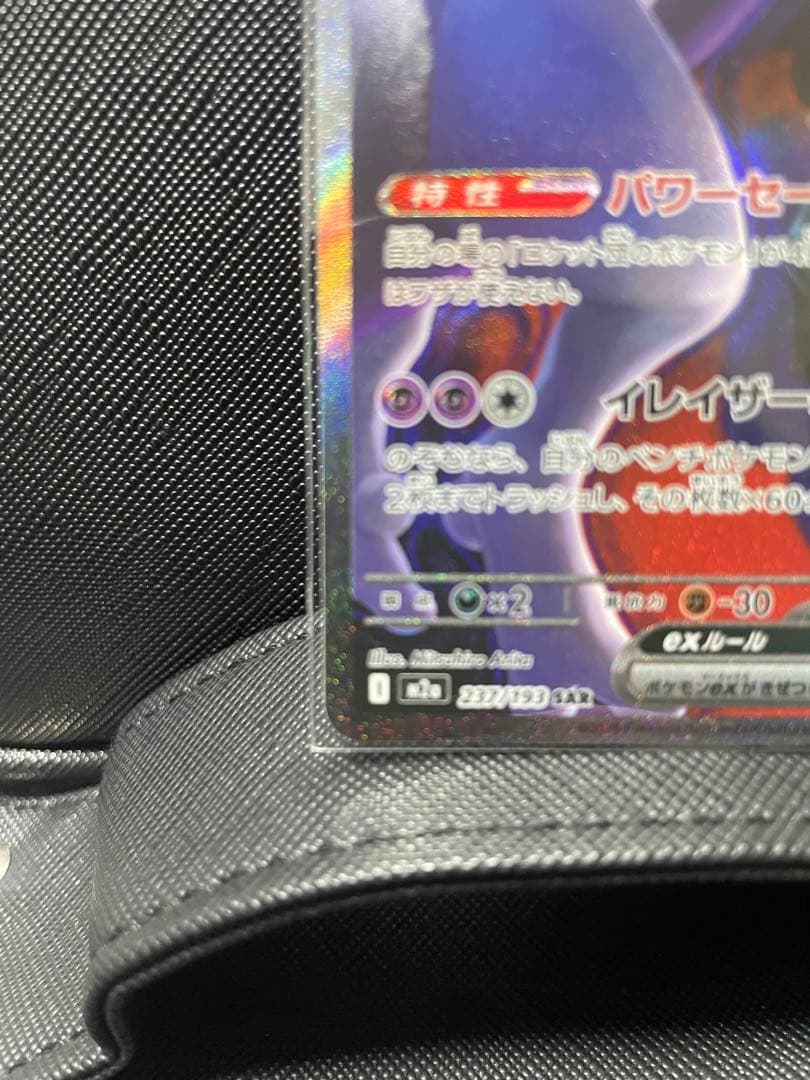 特性 パワーセー
自分の場の「ロケット団のポケモン」が4
はワザが使えない。
イレイザー
のぞむなら、自分のベンチポケモン
2枚までトラッシュし、その枚数×60
弱点 ×2 抵抗力 -30
Illus. Mitsuhiro Arita
exルール
I m2a 237/193 SAR
ポケモンexがきぜつ